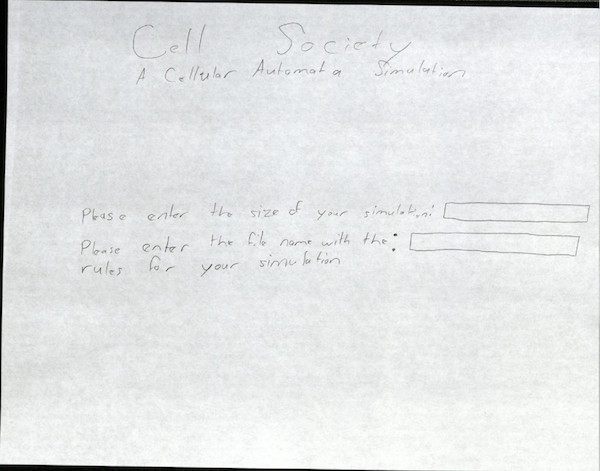 Cell Society
A Cellular Automata Simulation
Please enter the size of your simulation:
Please enter the file name with the:
rules for your simulation